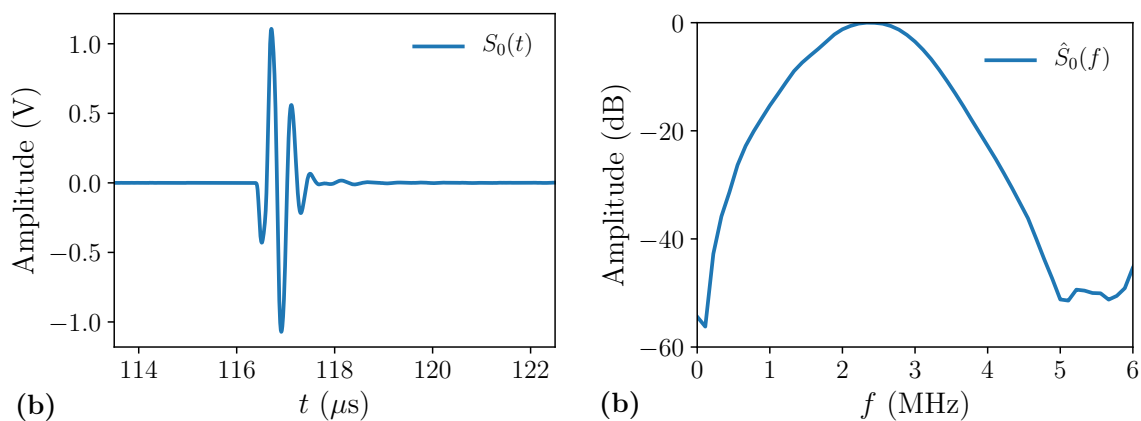 1.0
0.5
0.0
−0.5
−1.0
Amplitude (V)
S₀(t)
114 116 118 120 122
t (μs)
(b)
0
−20
−40
−60
Amplitude (dB)
Ŝ₀(f)
0 1 2 3 4 5 6
f (MHz)
(b)